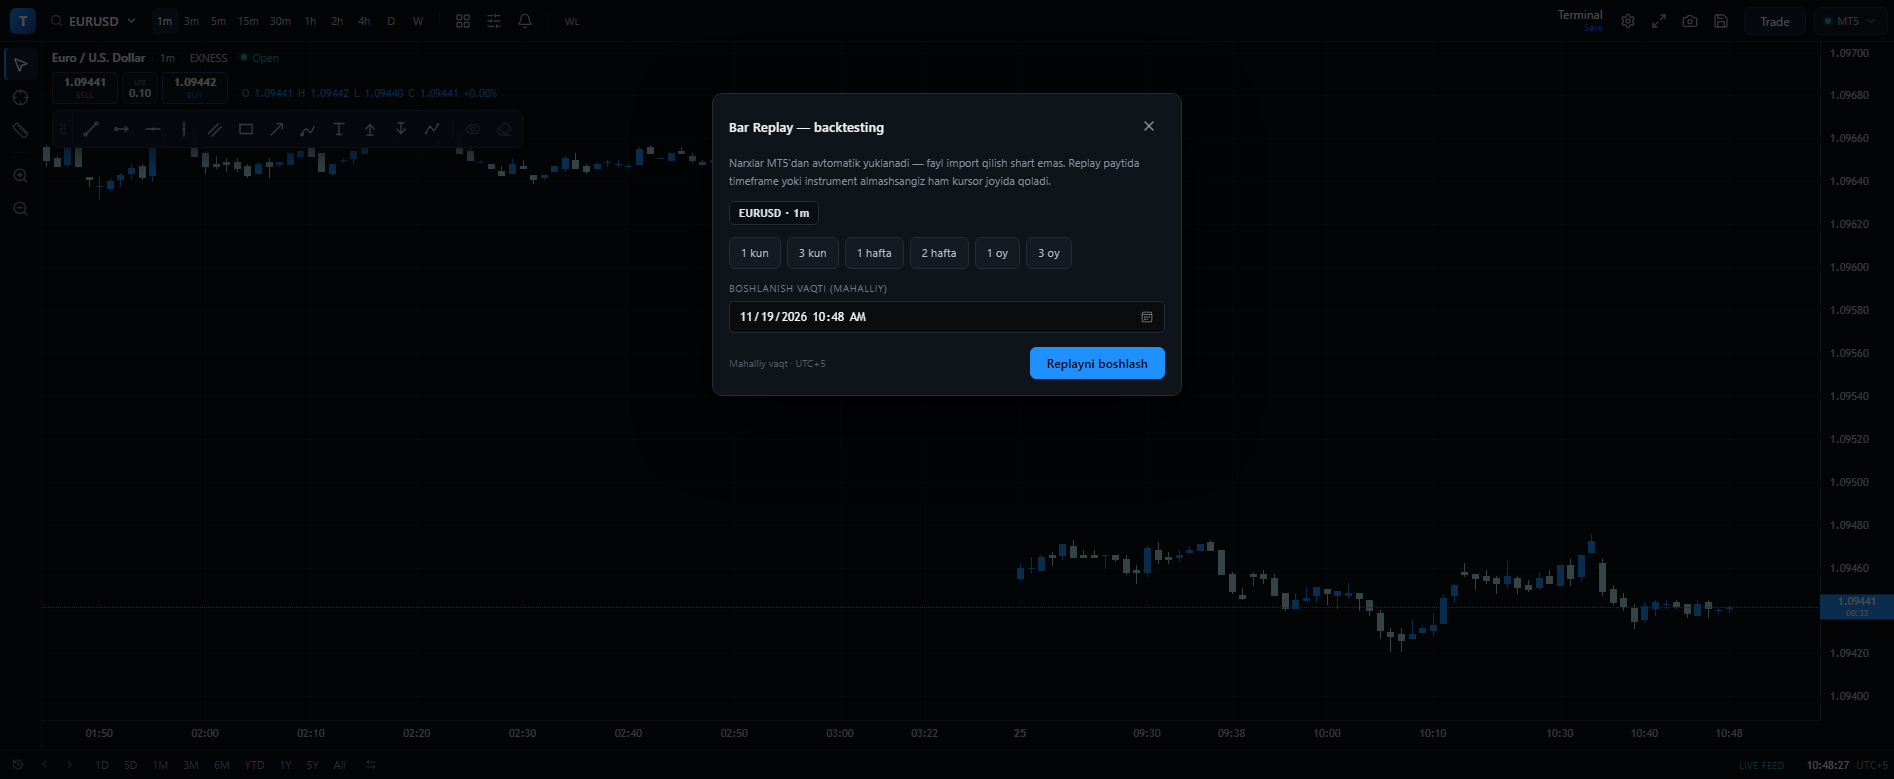 T EURUSD 1m 3m 5m 15m 30m 1h 2h 4h D W WL Terminal Save Trade MT5
Euro / U.S. Dollar · 1m · EXNESS Open
1.09441 SELL LOT 0.10 1.09442 BUY O 1.09441 H 1.09442 L 1.09440 C 1.09441 +0.00%
Bar Replay — backtesting
Narxlar MT5'dan avtomatik yuklanadi — fayl import qilish shart emas. Replay paytida
timeframe yoki instrument almashsangiz ham kursor joyida qoladi.
EURUSD · 1m
1 kun 3 kun 1 hafta 2 hafta 1 oy 3 oy
BOSHLANISH VAQTI (MAHALLIY)
11/19/2026 10:48 AM
Mahalliy vaqt · UTC+5 Replayni boshlash
1.09700
1.09680
1.09660
1.09640
1.09620
1.09600
1.09580
1.09560
1.09540
1.09520
1.09500
1.09480
1.09460
1.09441
00:33
1.09420
1.09400
01:50 02:00 02:10 02:20 02:30 02:40 02:50 03:00 03:22 25 09:30 09:38 10:00 10:10 10:30 10:40 10:48
1D 5D 1M 3M 6M YTD 1Y 5Y All LIVE FEED 10:48:27 UTC+5